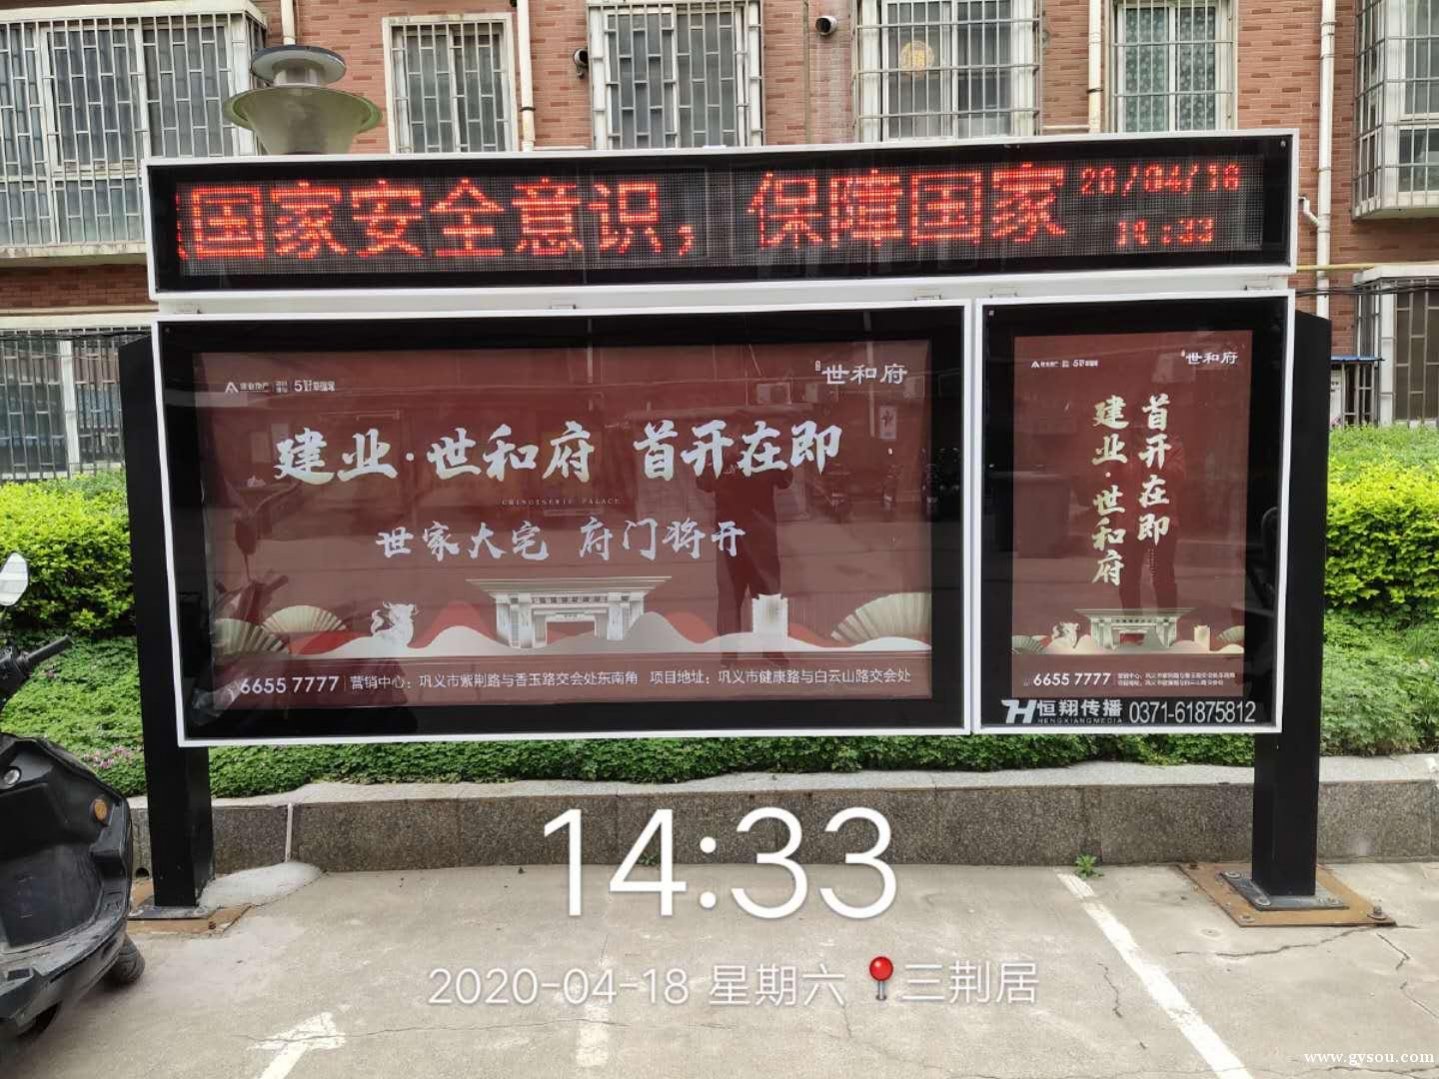 国家安全意识，保障国家
20/04/18
14:33
世和府
建业·世和府 首开在即
CHINOISERIE PALACE
世家大宅 府门将开
6655 7777 营销中心：巩义市紫荆路与香玉路交会处东南角 项目地址：巩义市健康路与白云山路交会处
世和府
首开在即
建业·世和府
6655 7777
恒翔传播 0371-61875812
HENGXIANGMEDIA
14:33
2020-04-18 星期六 三荆居
www.gysou.com